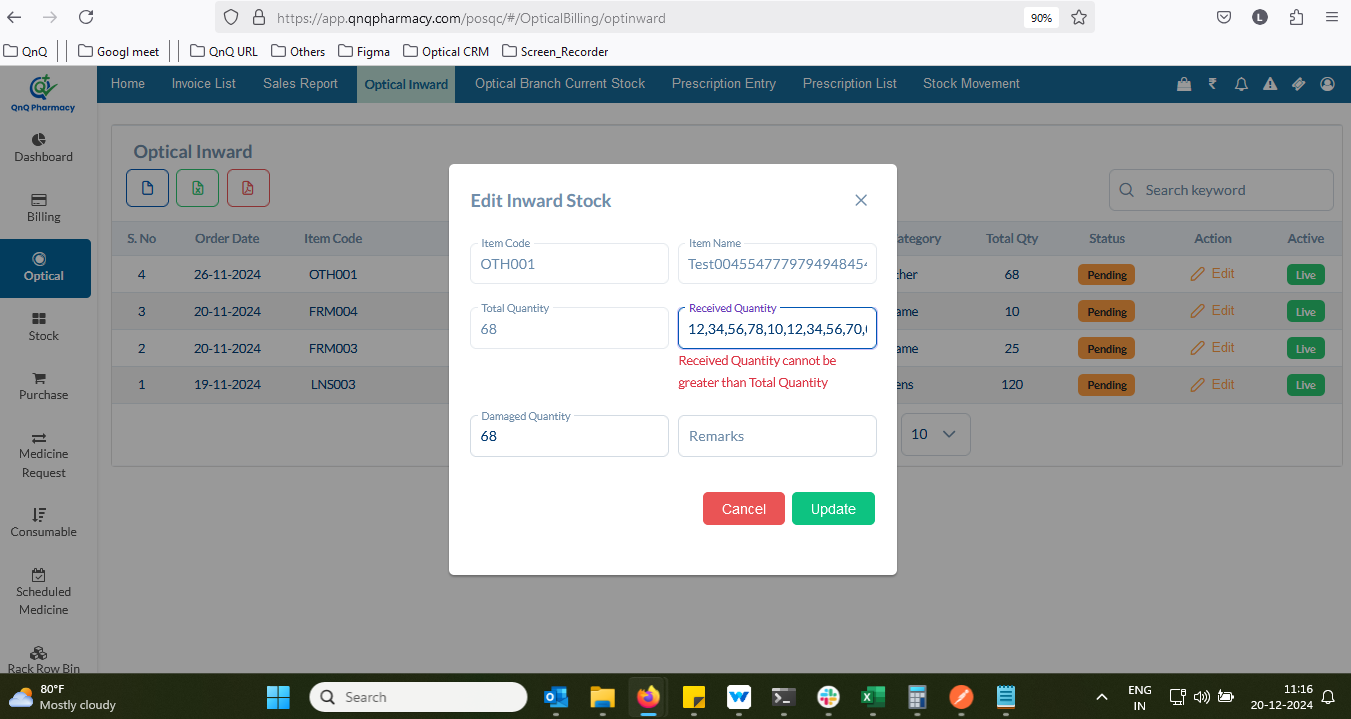 https://app.qnqpharmacy.com/posqc/#/OpticalBilling/optinward
90%
L
QnQ
Googl meet
QnQ URL
Others
Figma
Optical CRM
Screen_Recorder
QnQ Pharmacy
Home
Invoice List
Sales Report
Optical Inward
Optical Branch Current Stock
Prescription Entry
Prescription List
Stock Movement
Dashboard
Billing
Optical
Stock
Purchase
Medicine
Request
Consumable
Scheduled
Medicine
Rack Row Bin
Optical Inward
Search keyword
S. No Order Date Item Code ategory Total Qty Status Action Active
4 26-11-2024 OTH001 ther 68 Pending Edit Live
3 20-11-2024 FRM004 ame 10 Pending Edit Live
2 20-11-2024 FRM003 ame 25 Pending Edit Live
1 19-11-2024 LNS003 ens 120 Pending Edit Live
10
Edit Inward Stock
Item Code
OTH001
Item Name
Test0045547779794948454
Total Quantity
68
Received Quantity
12,34,56,78,10,12,34,56,70,
Received Quantity cannot be
greater than Total Quantity
Damaged Quantity
68
Remarks
Cancel
Update
80°F
Mostly cloudy
Search
ENG
IN
11:16
20-12-2024